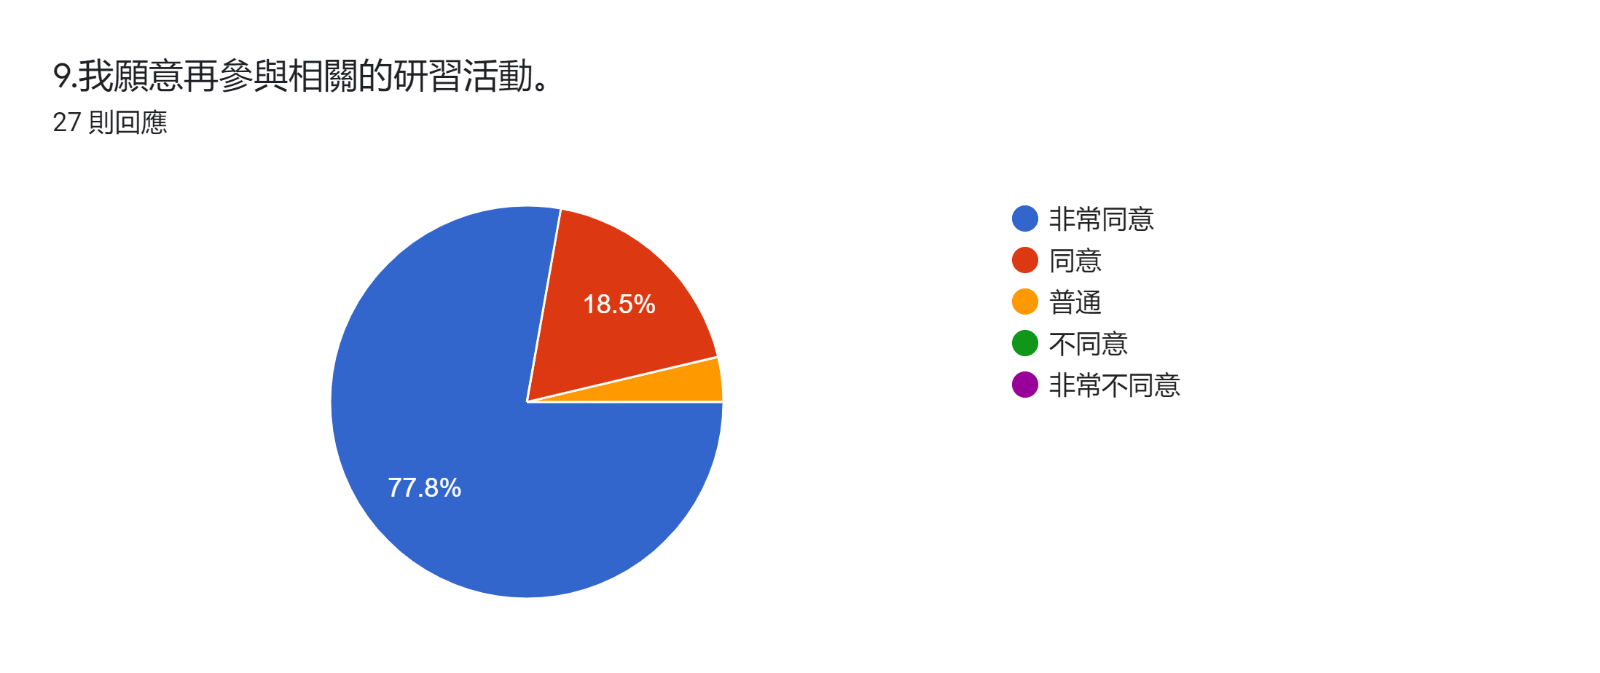 9.我願意再參與相關的研習活動。
27 則回應
18.5%
77.8%
非常同意
同意
普通
不同意
非常不同意